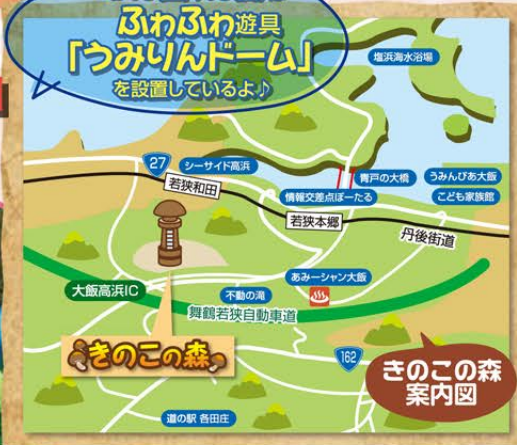 ふわふわ遊具
「うみりんドーム」
を設置しているよ♪
塩浜海水浴場
27
シーサイド高浜
若狭和田
青戸の大橋
うみんぴあ大飯
情報交差点ぽーたる
こども家族館
若狭本郷
丹後街道
あみーシャン大飯
大飯高浜IC
不動の滝
舞鶴若狭自動車道
きのこの森
162
きのこの森
案内図
道の駅 各田庄